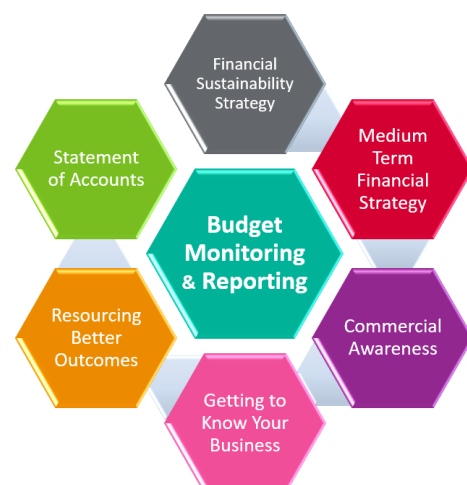 Financial
Sustainability
Strategy
Medium
Term
Financial
Strategy
Statement
of Accounts
Budget
Monitoring
& Reporting
Commercial
Awareness
Resourcing
Better
Outcomes
Getting to
Know Your
Business